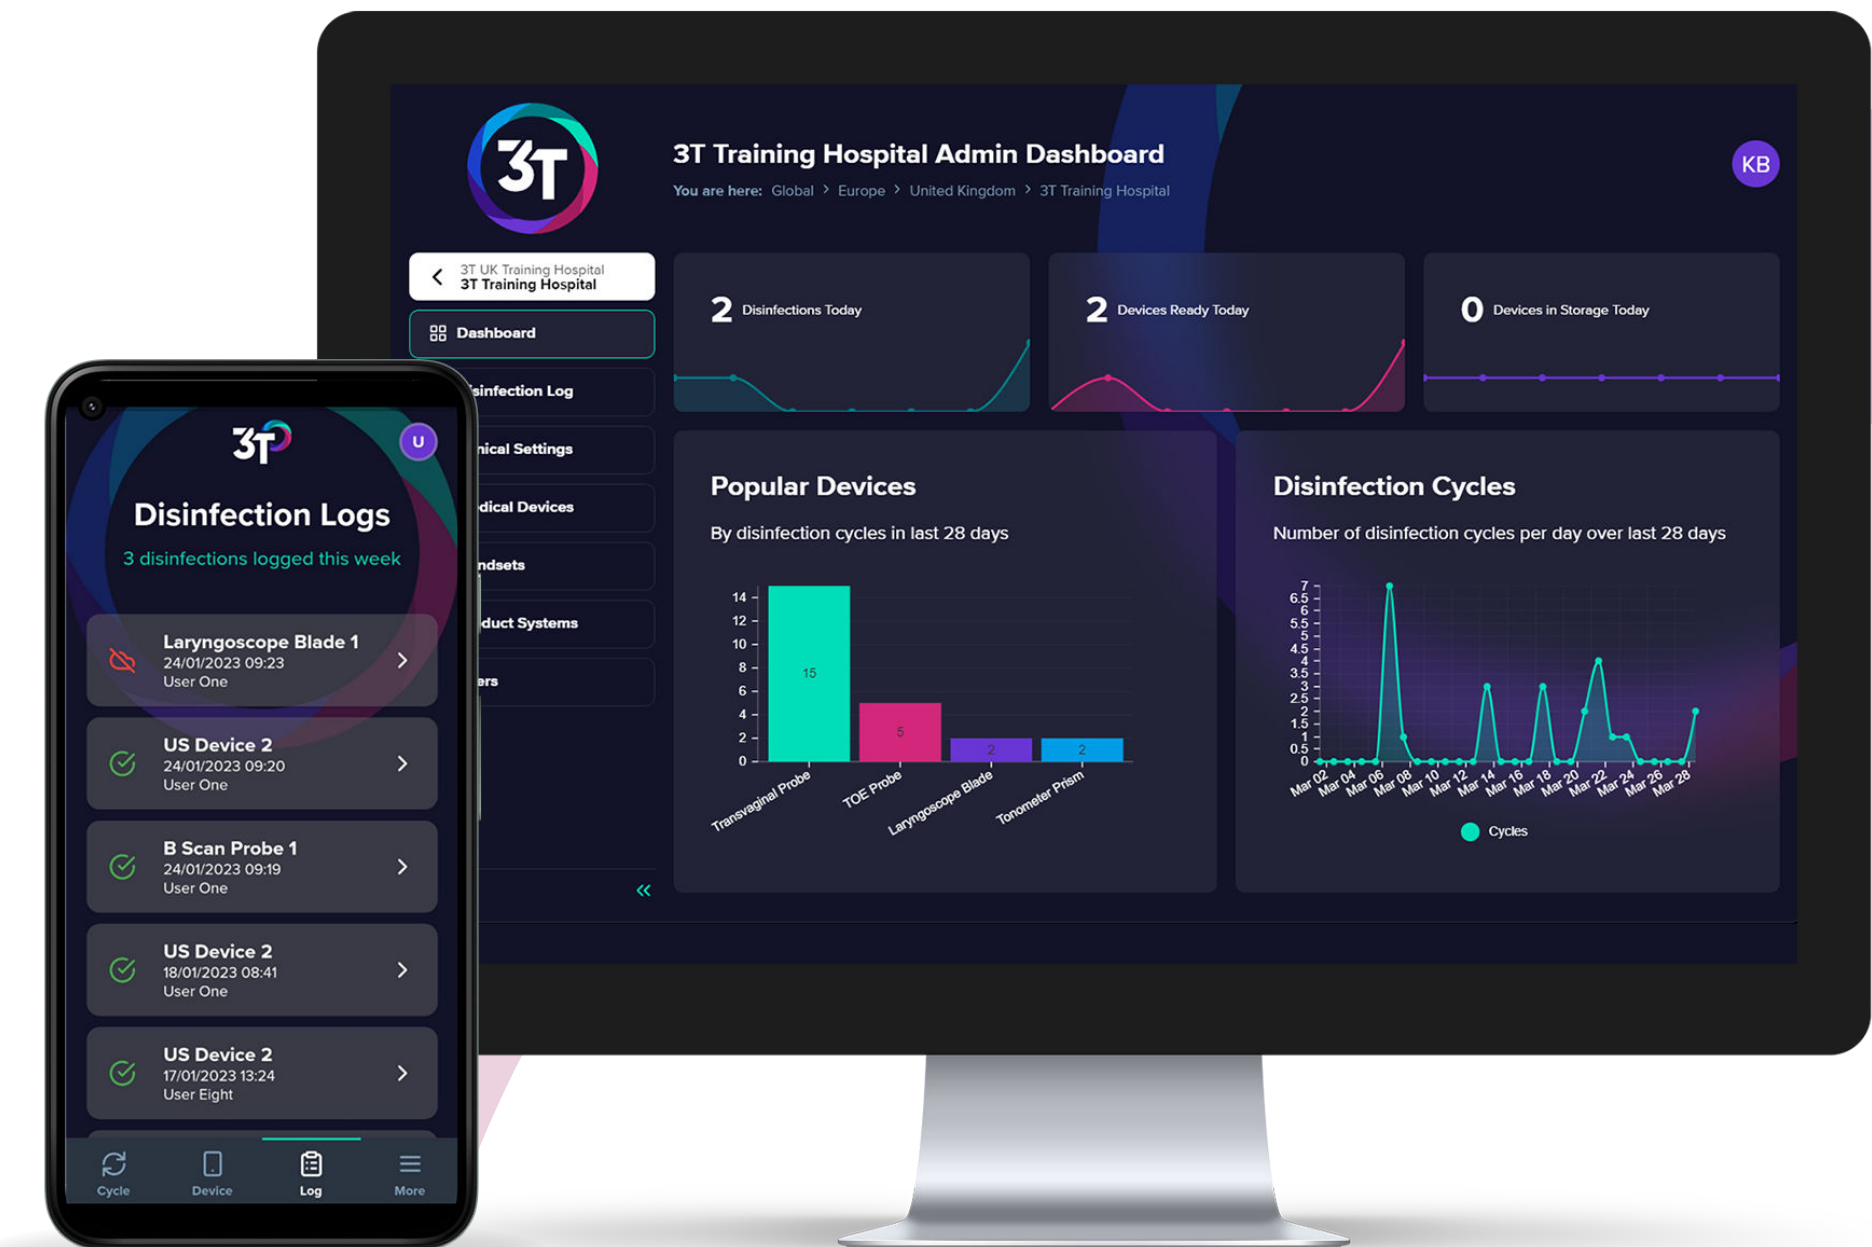 3T
3T Training Hospital Admin Dashboard
KB
You are here: Global > Europe > United Kingdom > 3T Training Hospital
3T UK Training Hospital
3T Training Hospital
Dashboard
sinfection Log
nical Settings
dical Devices
ndsets
duct Systems
ers
2 Disinfections Today
2 Devices Ready Today
0 Devices in Storage Today
Popular Devices
By disinfection cycles in last 28 days
14
12
10
8
6
4
2
0
15
5
2
2
Transvaginal Probe
TOE Probe
Laryngoscope Blade
Tonometer Prism
Disinfection Cycles
Number of disinfection cycles per day over last 28 days
7
6.5
6
5.5
5
4.5
4
3.5
3
2.5
2
1.5
1
0.5
0
Mar 02
Mar 04
Mar 06
Mar 08
Mar 10
Mar 12
Mar 14
Mar 16
Mar 18
Mar 20
Mar 22
Mar 24
Mar 26
Mar 28
Cycles
3T
U
Disinfection Logs
3 disinfections logged this week
Laryngoscope Blade 1
24/01/2023 09:23
User One
US Device 2
24/01/2023 09:20
User One
B Scan Probe 1
24/01/2023 09:19
User One
US Device 2
18/01/2023 08:41
User One
US Device 2
17/01/2023 13:24
User Eight
Cycle
Device
Log
More